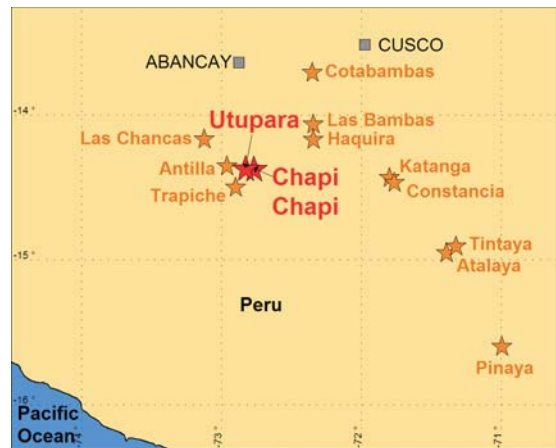 CUSCO
ABANCAY
Cotabambas
-14°
Utupara
Las Bambas
Las Chancas
Haquira
Antilla
Katanga
Chapi
Chapi
Trapiche
Constancia
-15°
Tintaya
Atalaya
Peru
Pinaya
-16°
Pacific
Ocean
-74°
-73°
-72°
-71°